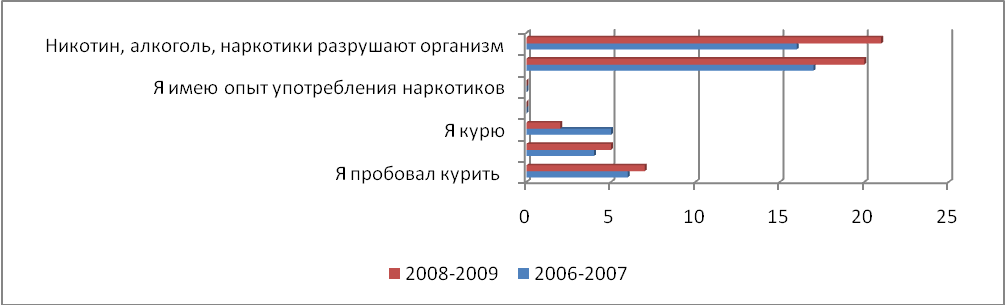 Никотин, алкоголь, наркотики разрушают организм
Я имею опыт употребления наркотиков
Я курю
Я пробовал курить
0 5 10 15 20 25
2008-2009 2006-2007